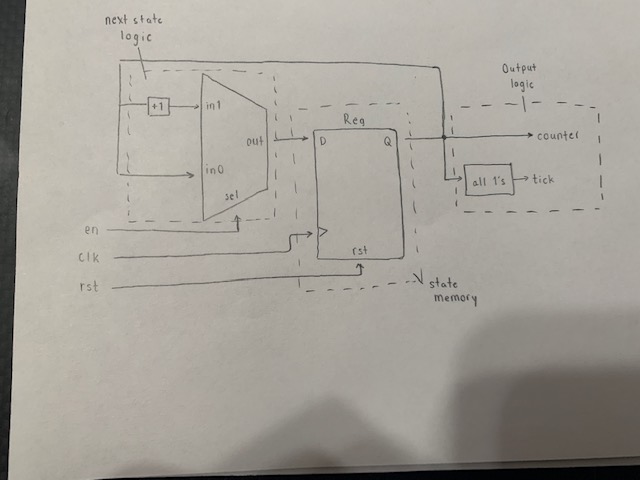 next state
logic
+1
in1
in0
out
sel
en
clk
rst
Reg
D
Q
rst
state
memory
Output
logic
counter
all 1's
tick